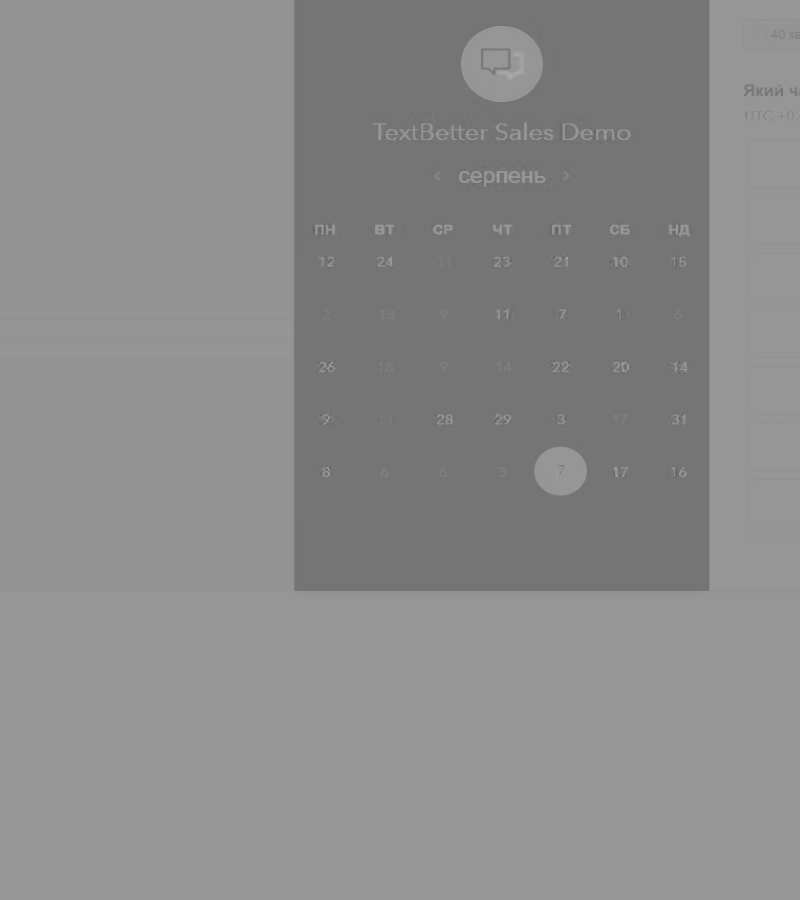 40 хв
TextBetter Sales Demo
Який ча
UTC +0
серпень
ПН ВТ СР ЧТ ПТ СБ НД
12 24 11 23 21 10 15
2 13 9 11 7 1 6
26 18 9 14 22 20 14
9 11 28 29 3 17 31
8 6 6 3 7 17 16